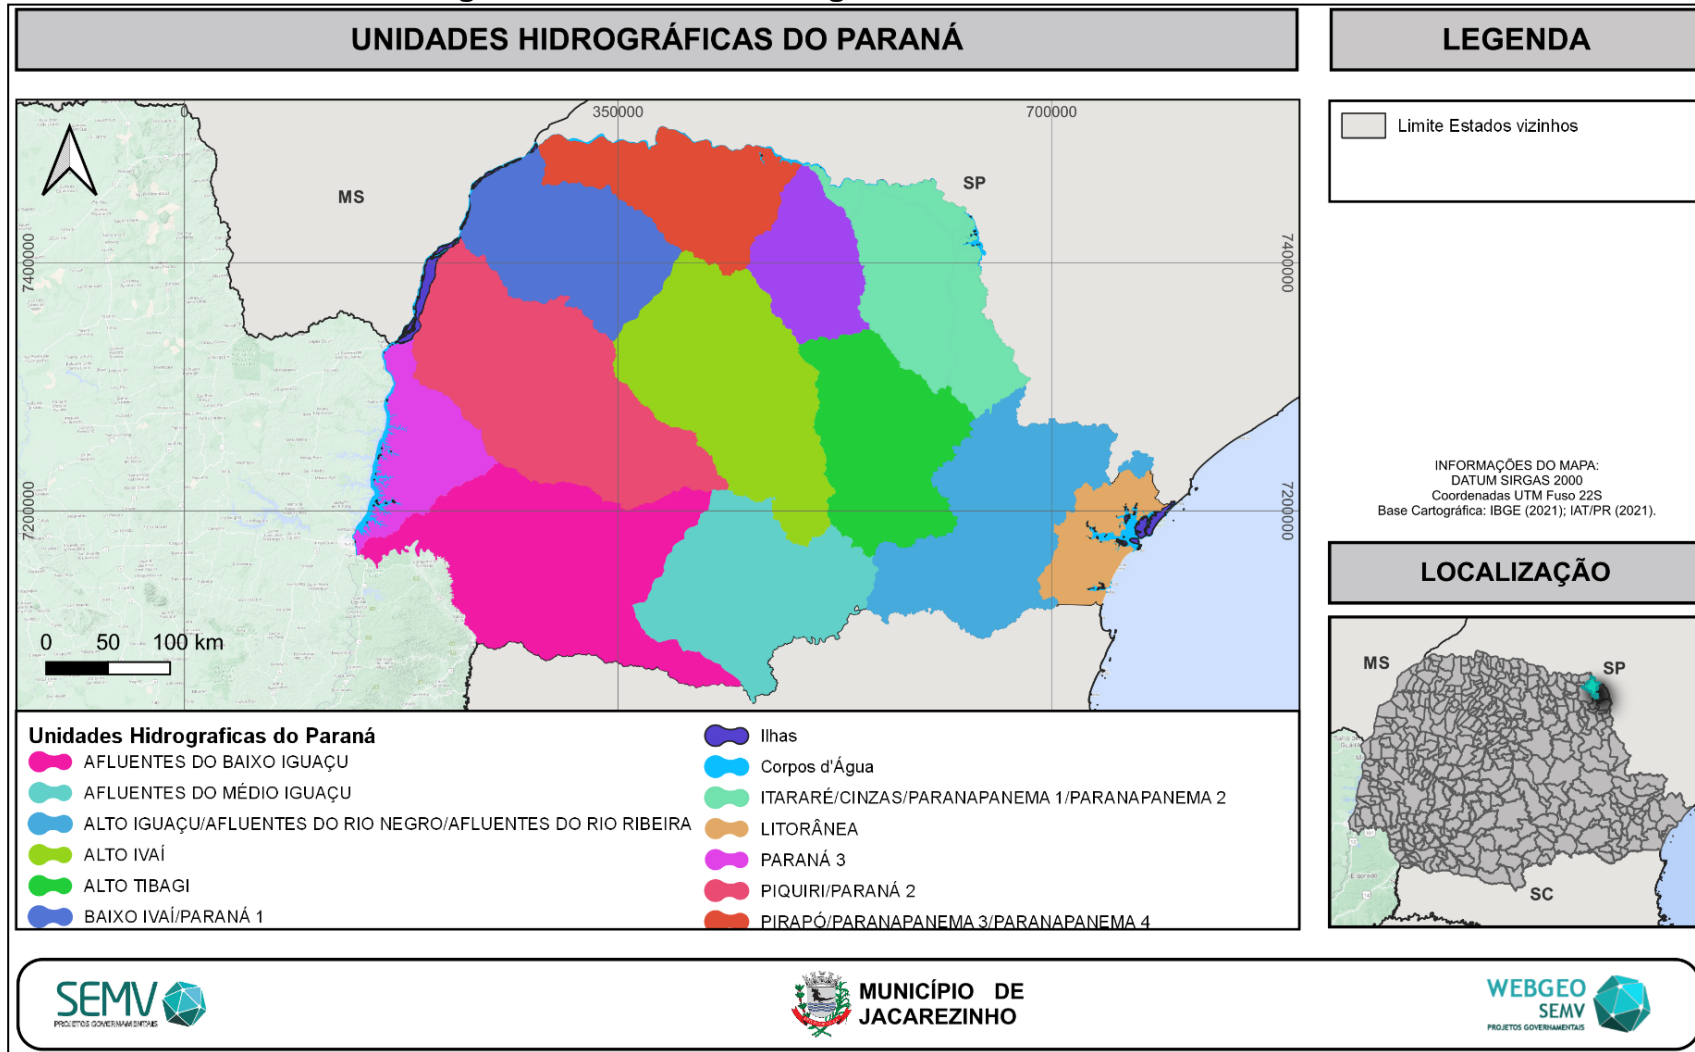 UNIDADES HIDROGRÁFICAS DO PARANÁ
LEGENDA
0
350000
700000
Limite Estados vizinhos
MS
SP
7400000
7400000
7200000
7200000
0 50 100 km
INFORMAÇÕES DO MAPA:
DATUM SIRGAS 2000
Coordenadas UTM Fuso 22S
Base Cartográfica: IBGE (2021); IAT/PR (2021).
LOCALIZAÇÃO
MS
SP
SC
Unidades Hidrograficas do Paraná
AFLUENTES DO BAIXO IGUAÇU
AFLUENTES DO MÉDIO IGUAÇU
ALTO IGUAÇU/AFLUENTES DO RIO NEGRO/AFLUENTES DO RIO RIBEIRA
ALTO IVAÍ
ALTO TIBAGI
BAIXO IVAÍ/PARANÁ 1
Ilhas
Corpos d'Água
ITARARÉ/CINZAS/PARANAPANEMA 1/PARANAPANEMA 2
LITORÂNEA
PARANÁ 3
PIQUIRI/PARANÁ 2
PIRAPÓ/PARANAPANEMA 3/PARANAPANEMA 4
SEMV
PROJETOS GOVERNAMENTAIS
MUNICÍPIO DE
JACAREZINHO
WEBGEO
SEMV
PROJETOS GOVERNAMENTAIS